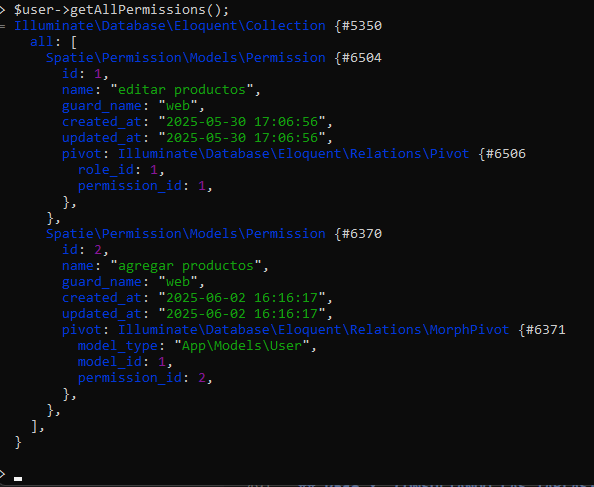 > $user->getAllPermissions();
= Illuminate\Database\Eloquent\Collection {#5350
    all: [
      Spatie\Permission\Models\Permission {#6504
        id: 1,
        name: "editar productos",
        guard_name: "web",
        created_at: "2025-05-30 17:06:56",
        updated_at: "2025-05-30 17:06:56",
        pivot: Illuminate\Database\Eloquent\Relations\Pivot {#6506
          role_id: 1,
          permission_id: 1,
        },
      },
      Spatie\Permission\Models\Permission {#6370
        id: 2,
        name: "agregar productos",
        guard_name: "web",
        created_at: "2025-06-02 16:16:17",
        updated_at: "2025-06-02 16:16:17",
        pivot: Illuminate\Database\Eloquent\Relations\MorphPivot {#6371
          model_type: "App\Models\User",
          model_id: 1,
          permission_id: 2,
        },
      },
    ],
  }
>